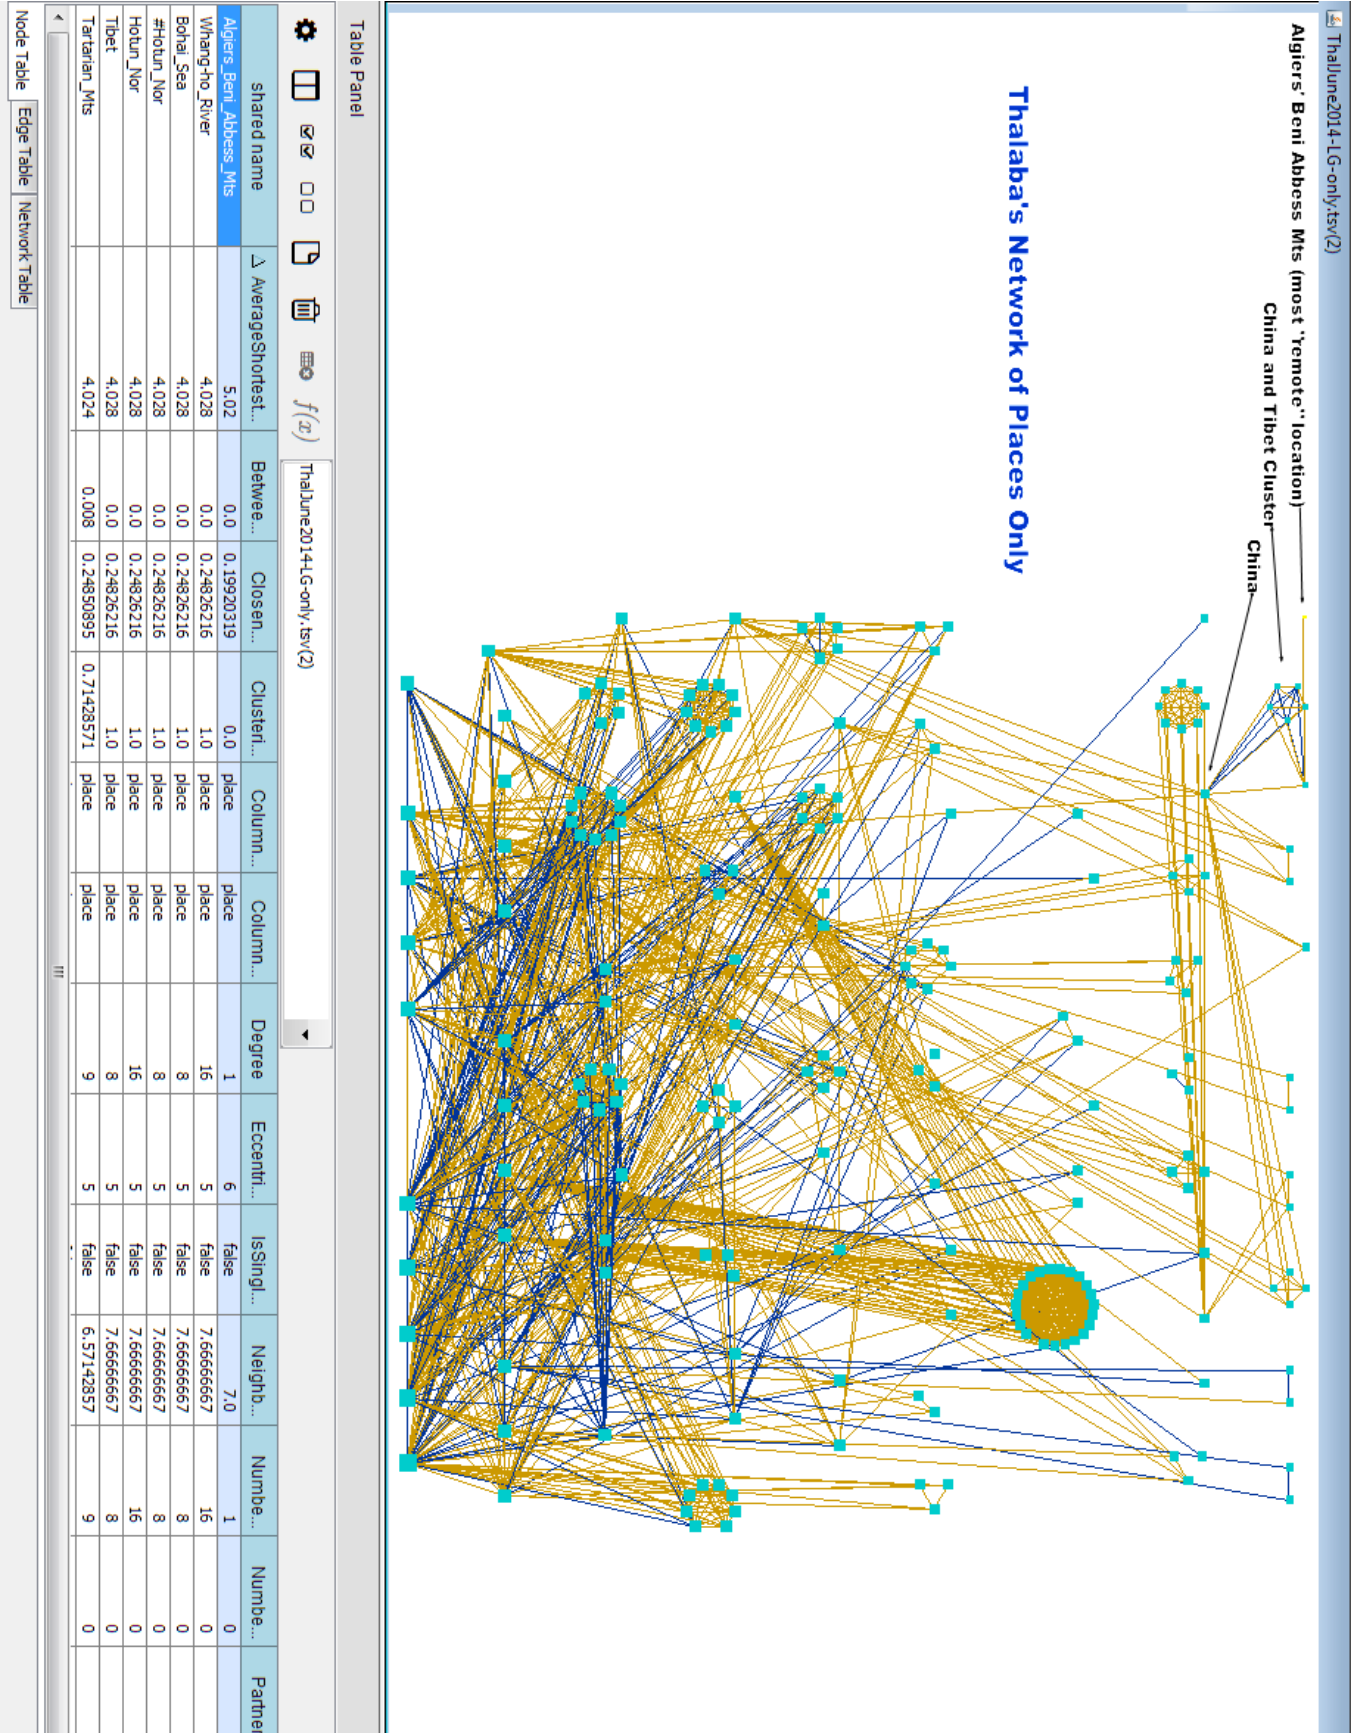 ThalJune2014-LG-only.tsv(2)
Algiers' Beni Abbess Mts (most "remote" location)
China and Tibet Cluster
China
Thalaba's Network of Places Only
Table Panel
f(x) ThalJune2014-LG-only.tsv(2)
shared name △ AverageShortest... Betwee... Closen... Clusteri... Column... Column... Degree Eccentri... IsSingl... Neighb... Numbe... Numbe... Partner
Algiers_Beni_Abbess_Mts 5.02 0.0 0.19920319 0.0 place place 1 6 false 7.0 1 0
Whang-ho_River 4.028 0.0 0.24826216 1.0 place place 16 5 false 7.66666667 16 0
Bohai_Sea 4.028 0.0 0.24826216 1.0 place place 8 5 false 7.66666667 8 0
#Hotun_Nor 4.028 0.0 0.24826216 1.0 place place 8 5 false 7.66666667 8 0
Hotun_Nor 4.028 0.0 0.24826216 1.0 place place 16 5 false 7.66666667 16 0
Tibet 4.028 0.0 0.24826216 1.0 place place 8 5 false 7.66666667 8 0
Tartarian_Mts 4.024 0.008 0.24850895 0.71428571 place place 9 5 false 6.57142857 9 0
Node Table Edge Table Network Table